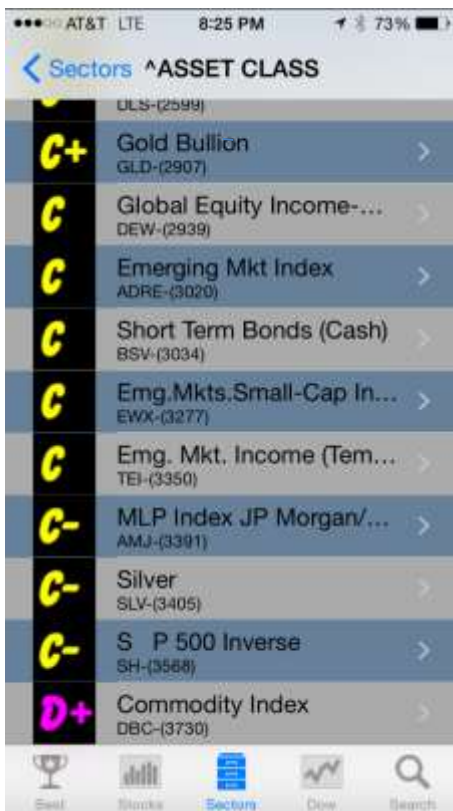 AT&T LTE 8:25 PM 73%
Sectors ^ASSET CLASS
DLS-(2599)
C+ Gold Bullion
GLD-(2907)
C Global Equity Income-...
DEW-(2939)
C Emerging Mkt Index
ADRE-(3020)
C Short Term Bonds (Cash)
BSV-(3034)
C Emg.Mkts.Small-Cap In...
EWX-(3277)
C Emg. Mkt. Income (Tem...
TEI-(3350)
C- MLP Index JP Morgan/...
AMJ-(3391)
C- Silver
SLV-(3405)
C- S P 500 Inverse
SH-(3568)
D+ Commodity Index
DBC-(3730)
Best Stocks Sectors Dow Search